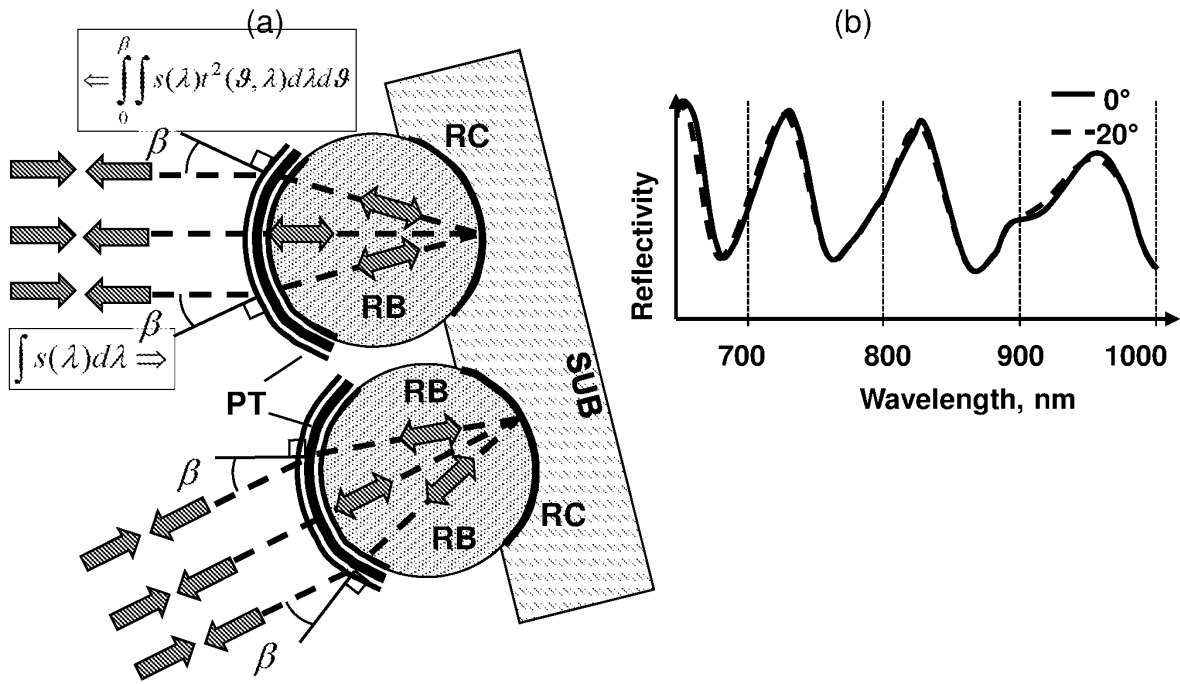 (a)
⇐ ∫₀^β ∫ s(λ)t²(ϑ, λ)dλdϑ
β
RC
RB
β
∫ s(λ)dλ ⇒
PT
SUB
RB
β
RC
RB
β
(b)
0°
20°
Reflectivity
700 800 900 1000
Wavelength, nm